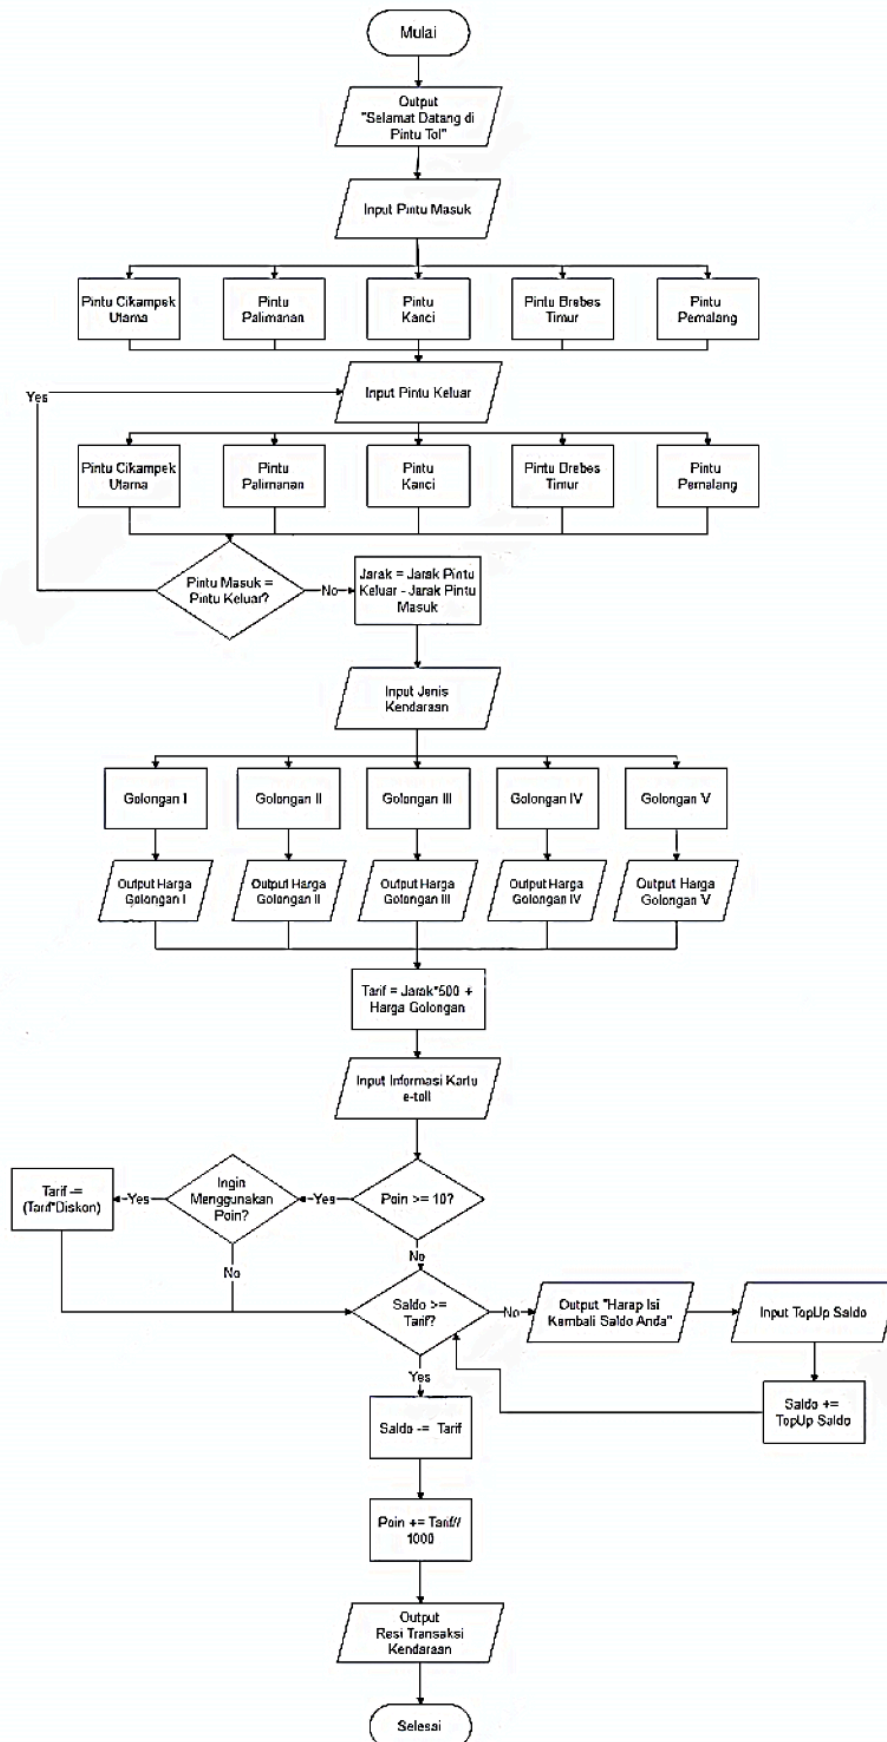 Mulai
Output
"Selamat Datang di
Pintu Tol"
Input Pintu Masuk
Pintu Cikampek
Utama
Pintu
Palimanan
Pintu
Kanci
Pintu Brebes
Timur
Pintu
Pemalang
Yes
Input Pintu Keluar
Pintu Cikampek
Utama
Pintu
Palimanan
Pintu
Kanci
Pintu Brebes
Timur
Pintu
Pemalang
Pintu Masuk =
Pintu Keluar?
No
Jarak = Jarak Pintu
Keluar - Jarak Pintu
Masuk
Input Jenis
Kendaraan
Golongan I
Golongan II
Golongan III
Golongan IV
Golongan V
Output Harga
Golongan I
Output Harga
Golongan II
Output Harga
Golongan III
Output Harga
Golongan IV
Output Harga
Golongan V
Tarif = Jarak*500 +
Harga Golongan
Input Informasi Kartu
e-toll
Tarif -=
(Tarif*Diskon)
Yes
Ingin
Menggunakan
Poin?
Yes
Poin >= 10?
No
No
Saldo >=
Tarif?
No
Output "Harap Isi
Kembali Saldo Anda"
Input TopUp Saldo
Yes
Saldo +=
TopUp Saldo
Saldo -= Tarif
Poin += Tarif//
1000
Output
Resi Transaksi
Kendaraan
Selesai